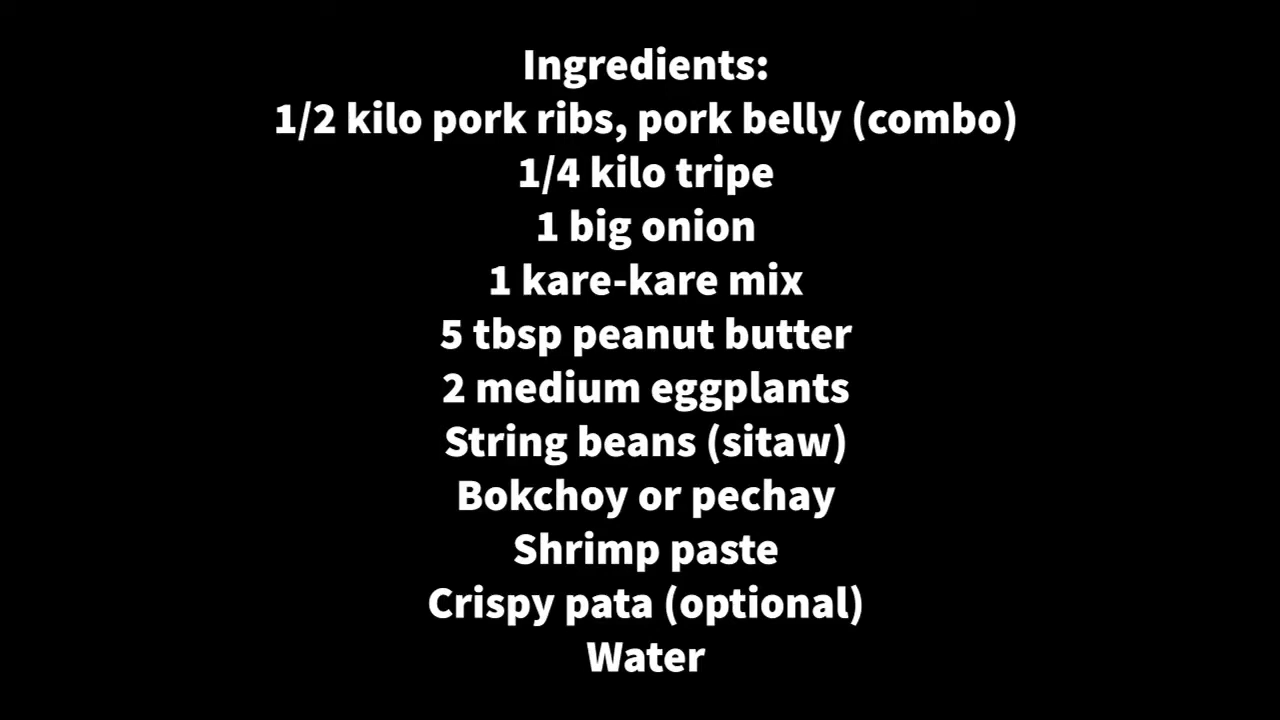 Ingredients:
1/2 kilo pork ribs, pork belly (combo)
1/4 kilo tripe
1 big onion
1 kare-kare mix
5 tbsp peanut butter
2 medium eggplants
String beans (sitaw)
Bokchoy or pechay
Shrimp paste
Crispy pata (optional)
Water